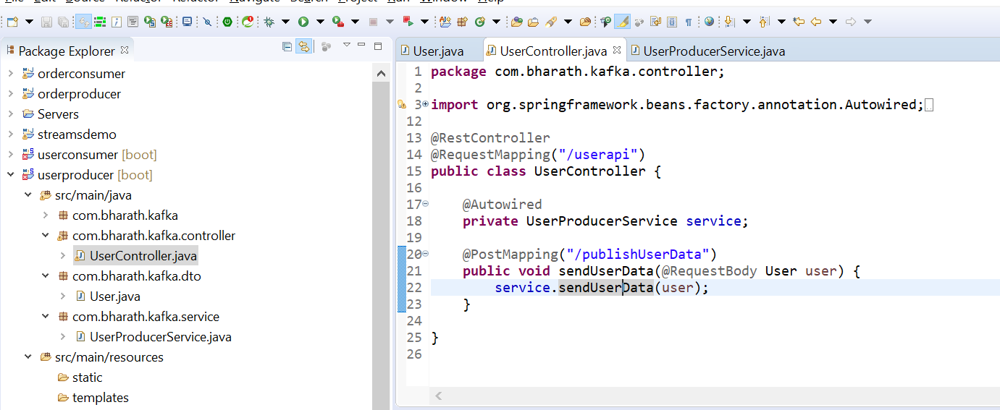 Package Explorer
orderconsumer
orderproducer
Servers
streamsdemo
userconsumer [boot]
userproducer [boot]
src/main/java
com.bharath.kafka
com.bharath.kafka.controller
UserController.java
com.bharath.kafka.dto
User.java
com.bharath.kafka.service
UserProducerService.java
src/main/resources
static
templates
User.java
UserController.java
UserProducerService.java
1 package com.bharath.kafka.controller;
2
3 import org.springframework.beans.factory.annotation.Autowired;
12
13 @RestController
14 @RequestMapping("/userapi")
15 public class UserController {
16
17 @Autowired
18 private UserProducerService service;
19
20 @PostMapping("/publishUserData")
21 public void sendUserData(@RequestBody User user) {
22 service.sendUserData(user);
23 }
24
25 }
26